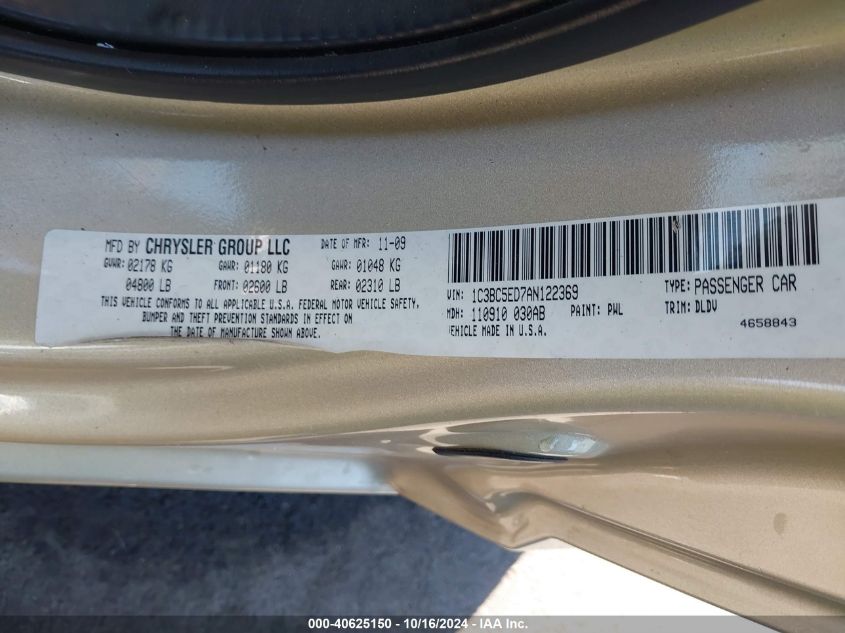 MFD BY CHRYSLER GROUP LLC DATE OF MFR: 11-09
GVWR: 02178 KG GAWR: 01180 KG GAWR: 01048 KG
04800 LB FRONT: 02600 LB REAR: 02310 LB
THIS VEHICLE CONFORMS TO ALL APPLICABLE U.S.A. FEDERAL MOTOR VEHICLE SAFETY,
BUMPER AND THEFT PREVENTION STANDARDS IN EFFECT ON
THE DATE OF MANUFACTURE SHOWN ABOVE.
VIN: 1C3BC5ED7AN122369 TYPE: PASSENGER CAR
MDH: 110910 030AB PAINT: PWL TRIM: DLDV
VEHICLE MADE IN U.S.A. 4658843
000-40625150 - 10/16/2024 - IAA Inc.